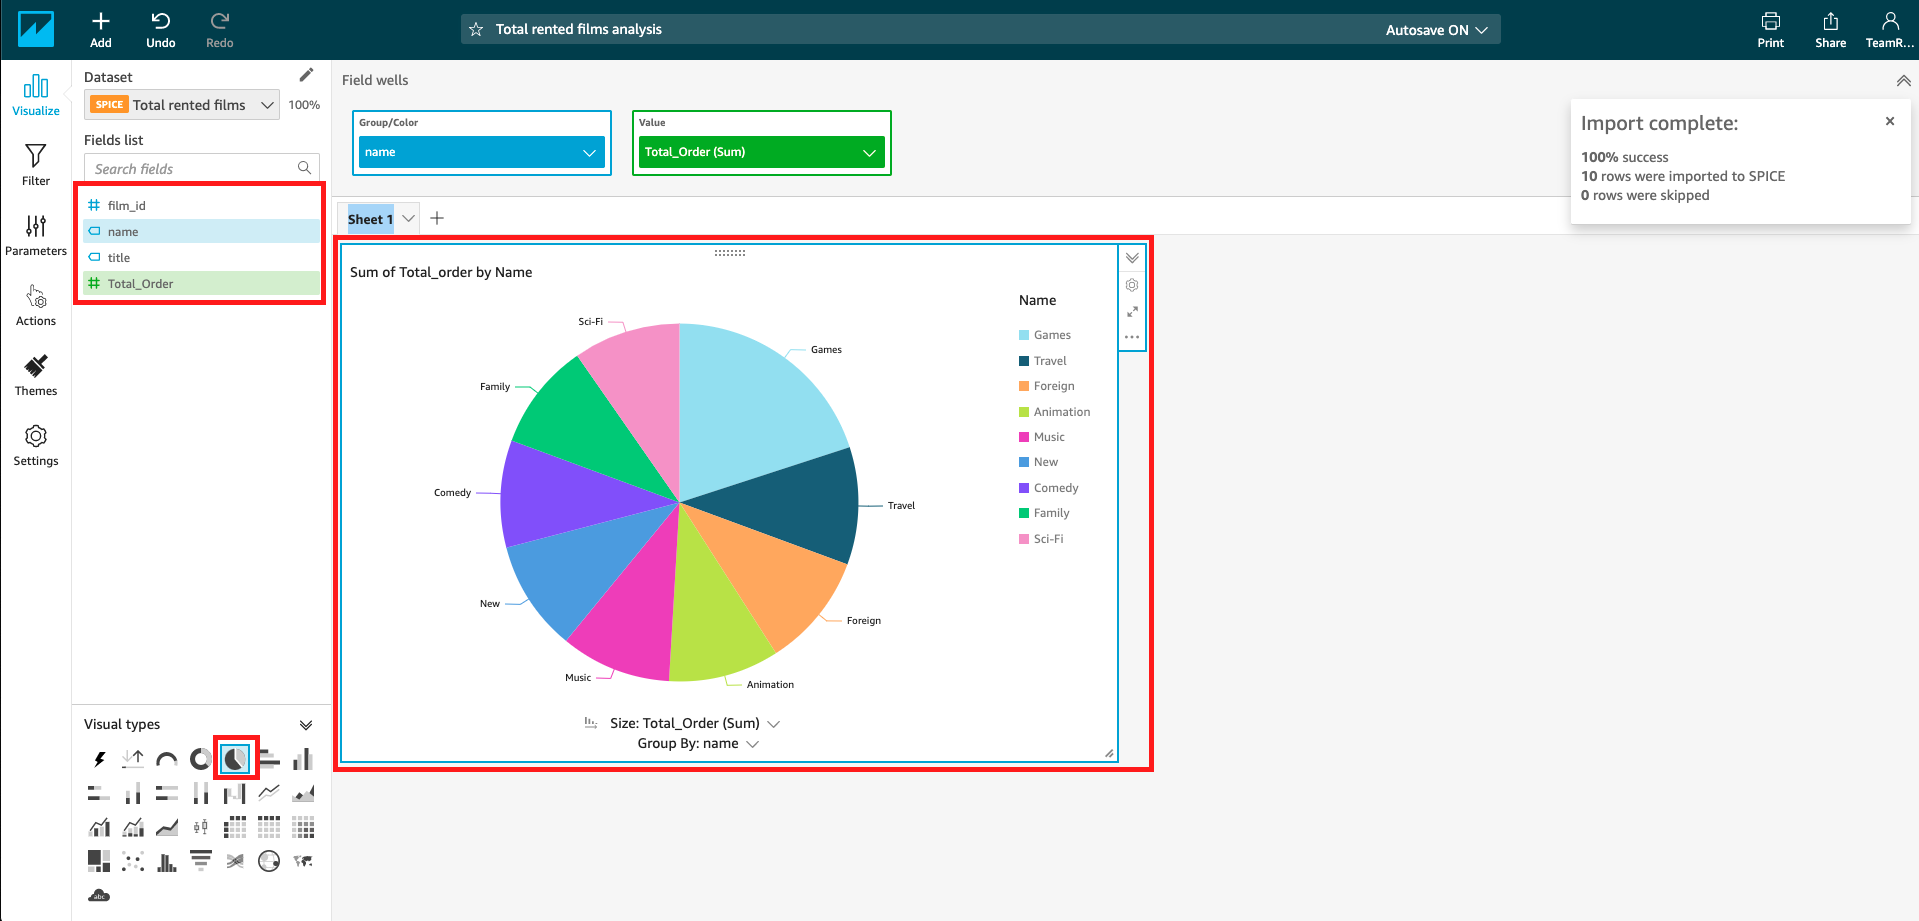 Add
Undo
Redo
Total rented films analysis
Autosave ON
Print
Share
TeamR...
Visualize
Filter
Parameters
Actions
Themes
Settings
Dataset
SPICE Total rented films
100%
Fields list
Search fields
film_id
name
title
Total_Order
Field wells
Group/Color
name
Value
Total_Order (Sum)
Import complete:
100% success
10 rows were imported to SPICE
0 rows were skipped
Sheet 1
Sum of Total_order by Name
Sci-Fi
Games
Family
Comedy
Travel
New
Foreign
Music
Animation
Name
Games
Travel
Foreign
Animation
Music
New
Comedy
Family
Sci-Fi
Size: Total_Order (Sum)
Group By: name
Visual types
abc